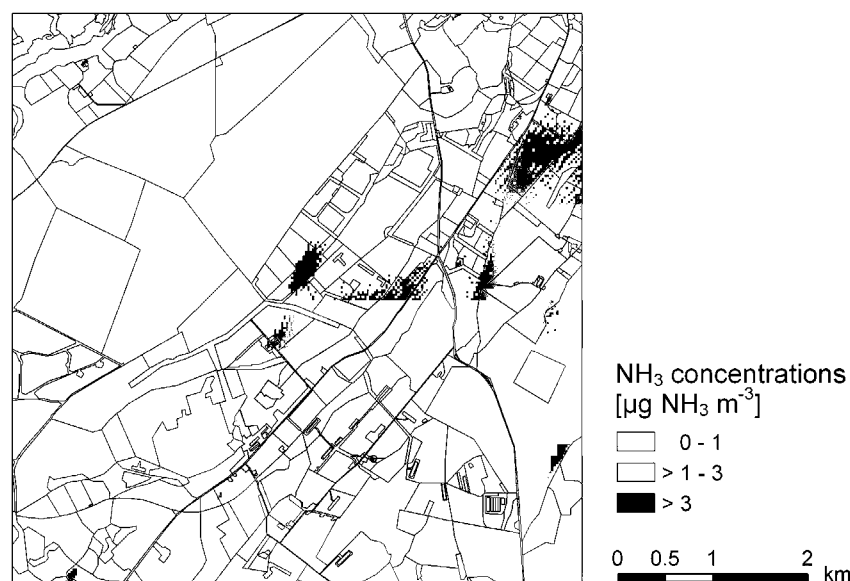 NH₃ concentrations
[µg NH₃ m⁻³]
0 - 1
> 1 - 3
> 3
0 0.5 1 2
km